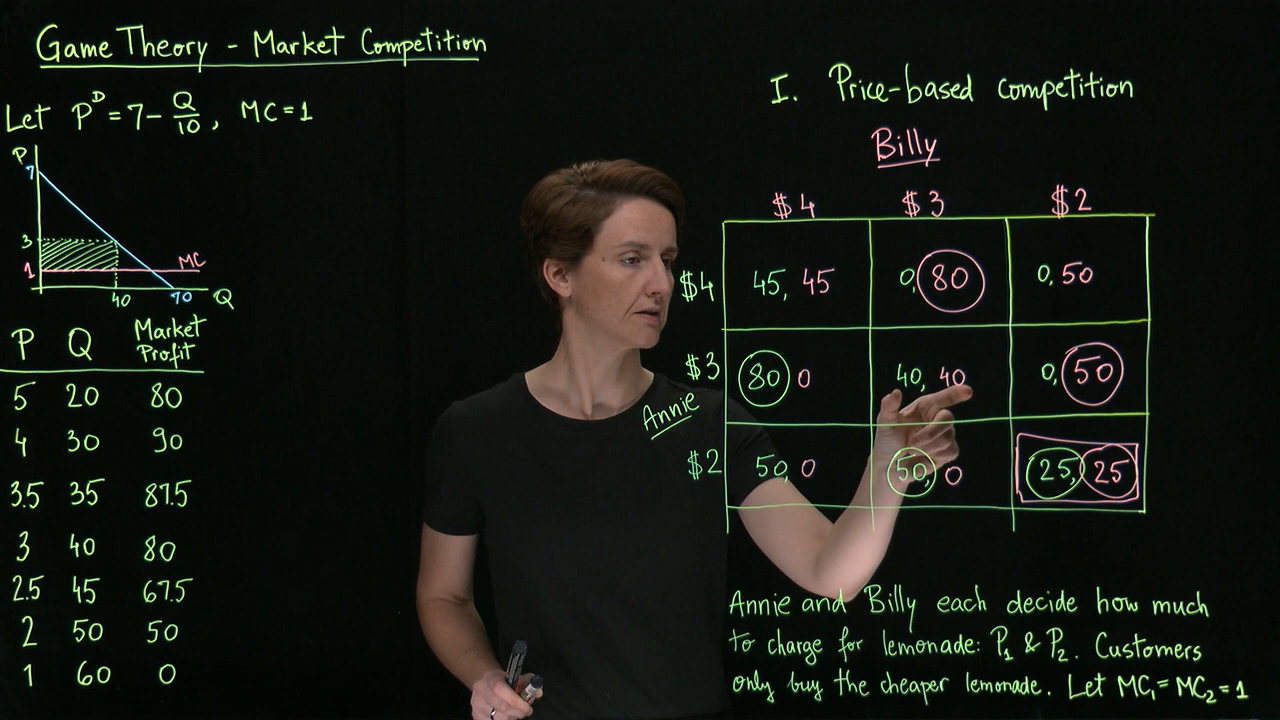 Game Theory - Market Competition
Let P^D = 7 - Q/10, MC = 1
P
7
3
1
MC
40
70
Q
P Q Market Profit
5 20 80
4 30 90
3.5 35 87.5
3 40 80
2.5 45 67.5
2 50 50
1 60 0
I. Price-based competition
Billy
$4 $3 $2
$4 45, 45 0, 80 0, 50
$3 80 0 40, 40 0, 50
Annie
$2 50, 0 50, 0 25, 25
Annie and Billy each decide how much
to charge for lemonade: P₁ & P₂. Customers
only buy the cheaper lemonade. Let MC₁ = MC₂ = 1